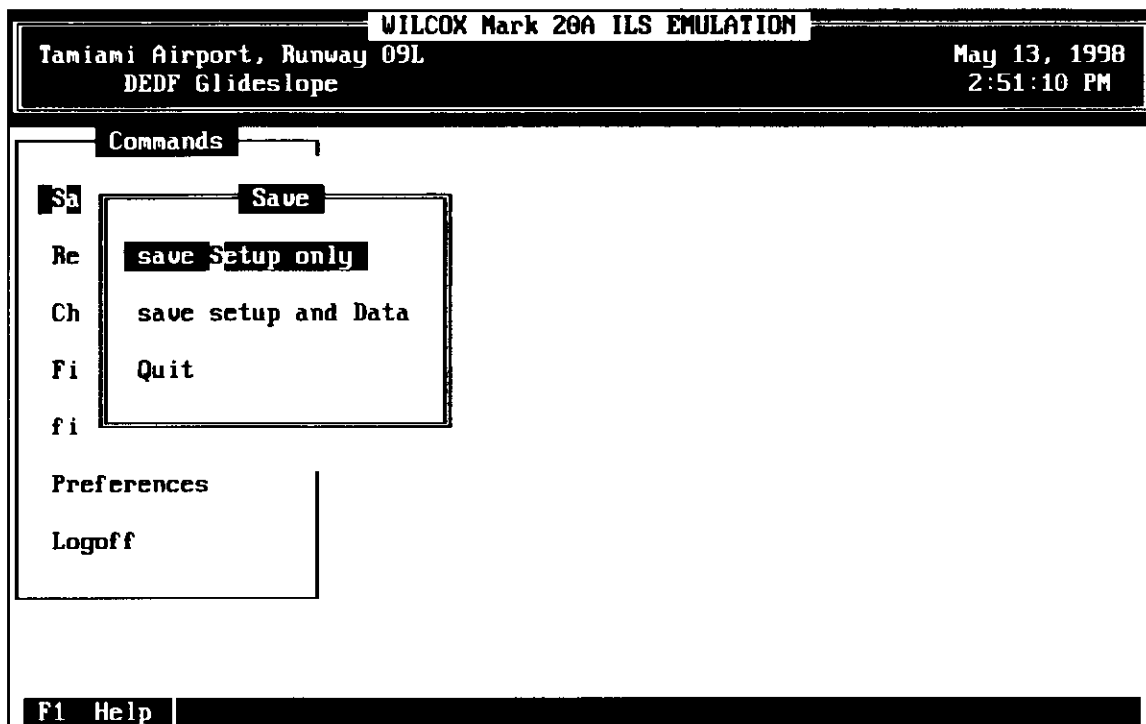 WILCOX Mark 20A ILS EMULATION
Tamiami Airport, Runway 09L May 13, 1998
DEDF Glideslope 2:51:10 PM
Commands
Sa Save
Re save Setup only
Ch save setup and Data
Fi Quit
fi
Preferences
Logoff
F1 Help